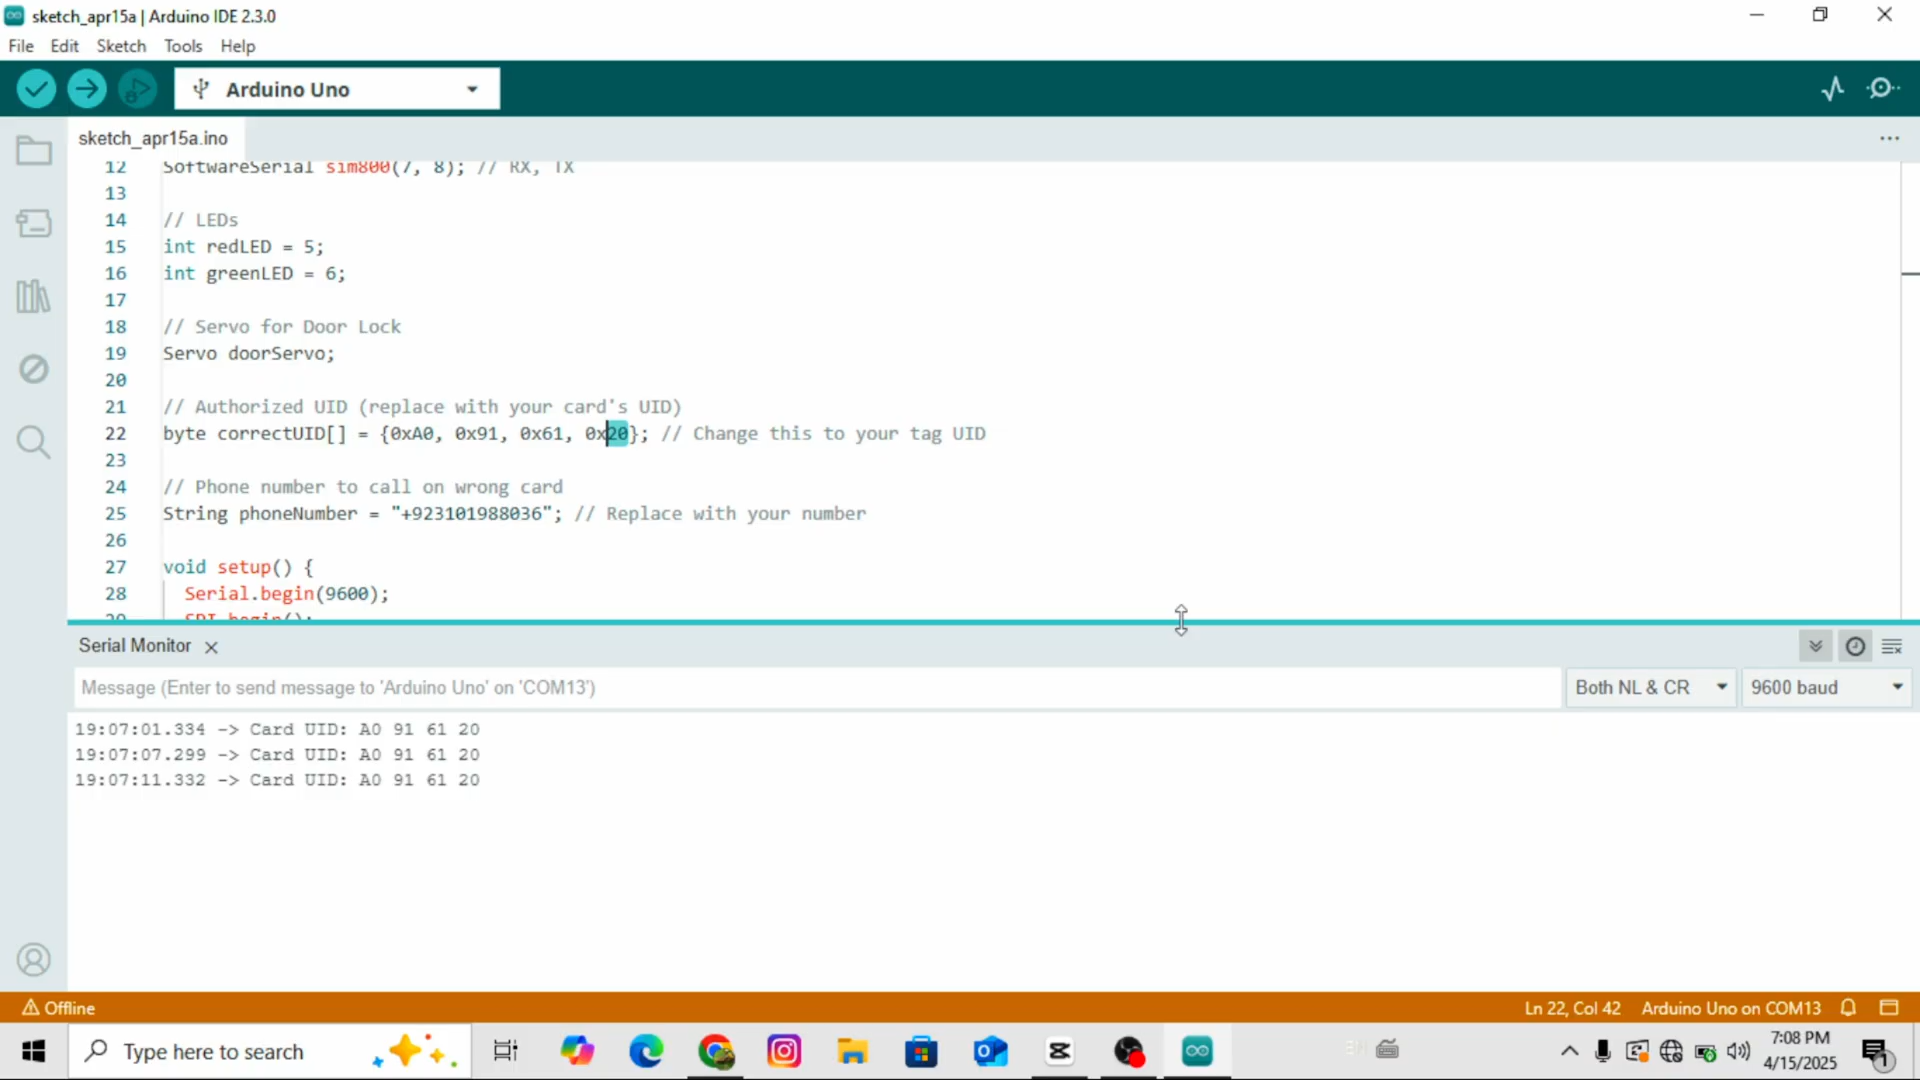 sketch_apr15a | Arduino IDE 2.3.0
File Edit Sketch Tools Help
Arduino Uno
sketch_apr15a.ino
12 SoftwareSerial sim800(7, 8); // RX, TX
13
14 // LEDs
15 int redLED = 5;
16 int greenLED = 6;
17
18 // Servo for Door Lock
19 Servo doorServo;
20
21 // Authorized UID (replace with your card's UID)
22 byte correctUID[] = {0xA0, 0x91, 0x61, 0x20}; // Change this to your tag UID
23
24 // Phone number to call on wrong card
25 String phoneNumber = "+923101988036"; // Replace with your number
26
27 void setup() {
28 Serial.begin(9600);
29 SPI.begin();
Serial Monitor
Message (Enter to send message to 'Arduino Uno' on 'COM13')
Both NL & CR
9600 baud
19:07:01.334 -> Card UID: A0 91 61 20
19:07:07.299 -> Card UID: A0 91 61 20
19:07:11.332 -> Card UID: A0 91 61 20
Offline
Ln 22, Col 42
Arduino Uno on COM13
Type here to search
7:08 PM
4/15/2025
1